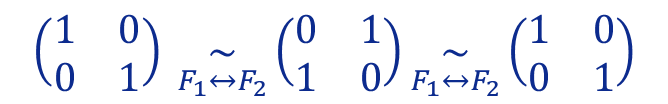 (1 0
0 1) ~ F₁↔F₂ (0 1
1 0) ~ F₁↔F₂ (1 0
0 1)